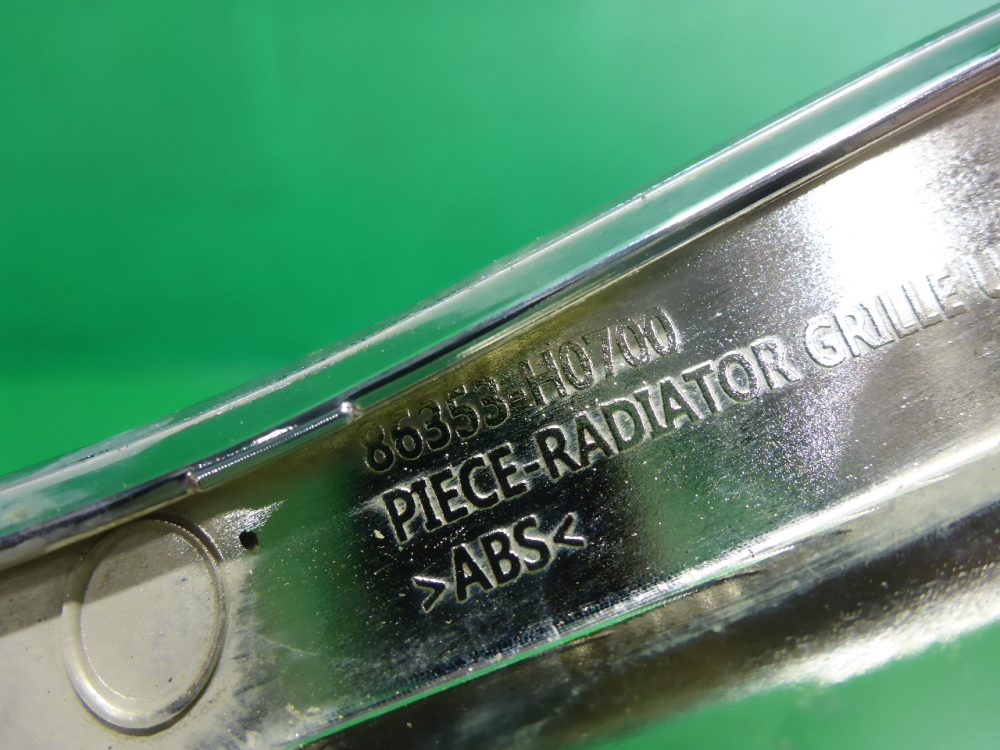 86353-H0700
PIECE-RADIATOR GRILLE U
>ABS<